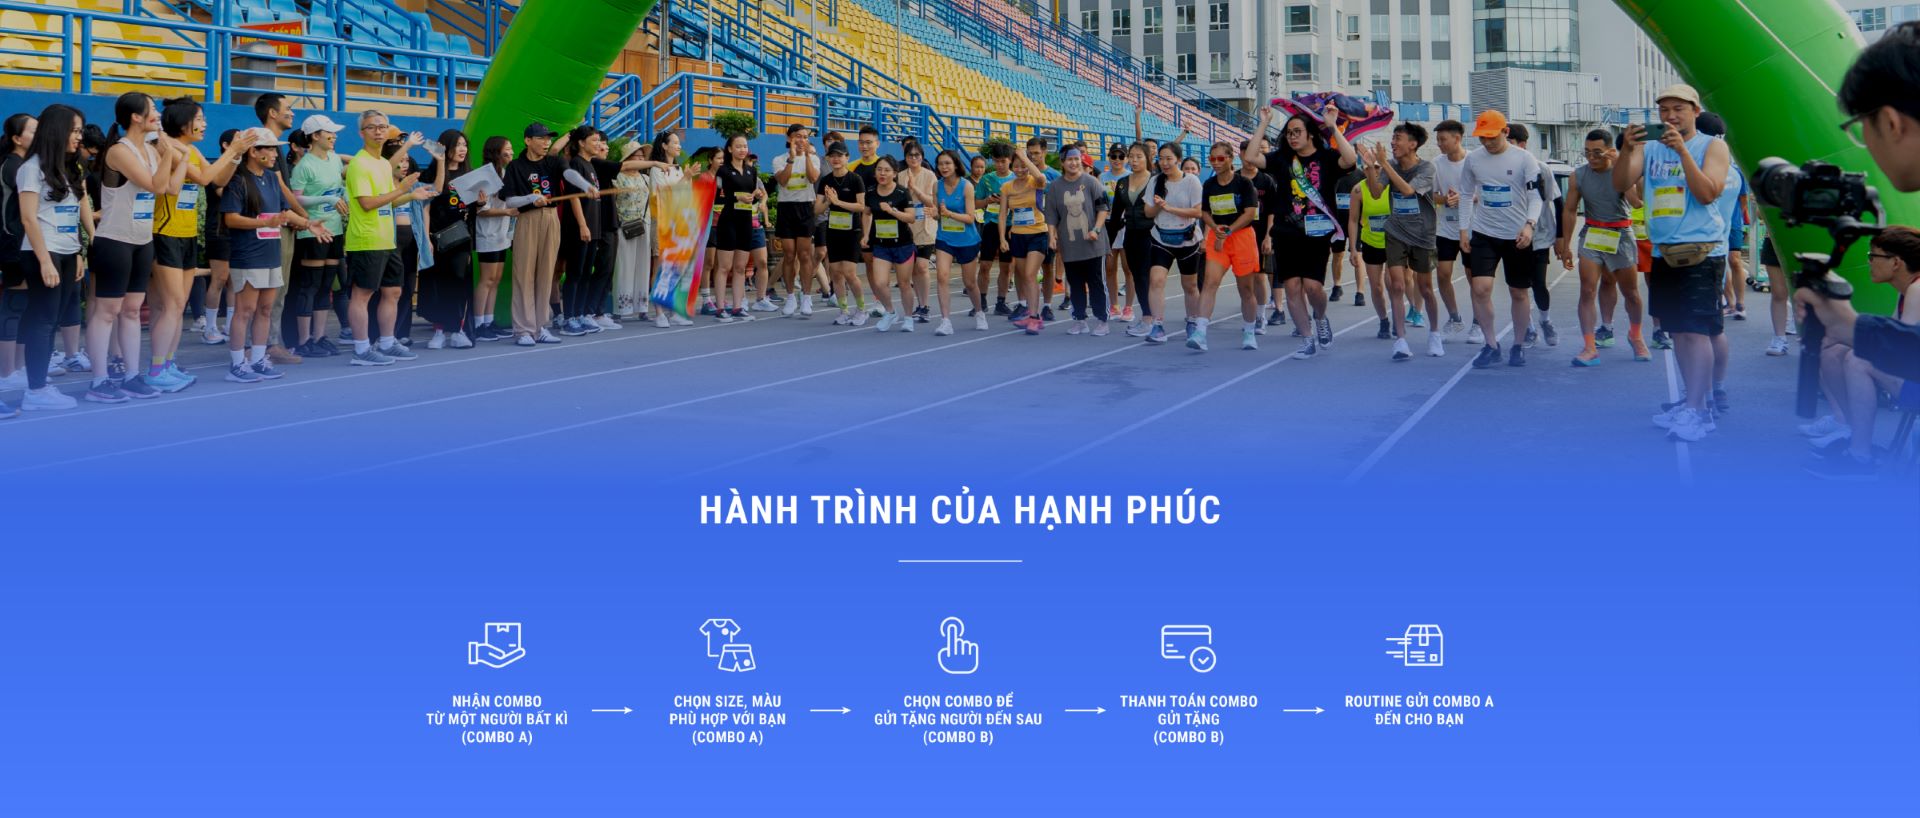 HÀNH TRÌNH CỦA HẠNH PHÚC
NHẬN COMBO
TỪ MỘT NGƯỜI BẤT KÌ
(COMBO A)
CHỌN SIZE, MÀU
PHÙ HỢP VỚI BẠN
(COMBO A)
CHỌN COMBO ĐỂ
GỬI TẶNG NGƯỜI ĐẾN SAU
(COMBO B)
THANH TOÁN COMBO
GỬI TẶNG
(COMBO B)
ROUTINE GỬI COMBO A
ĐẾN CHO BẠN